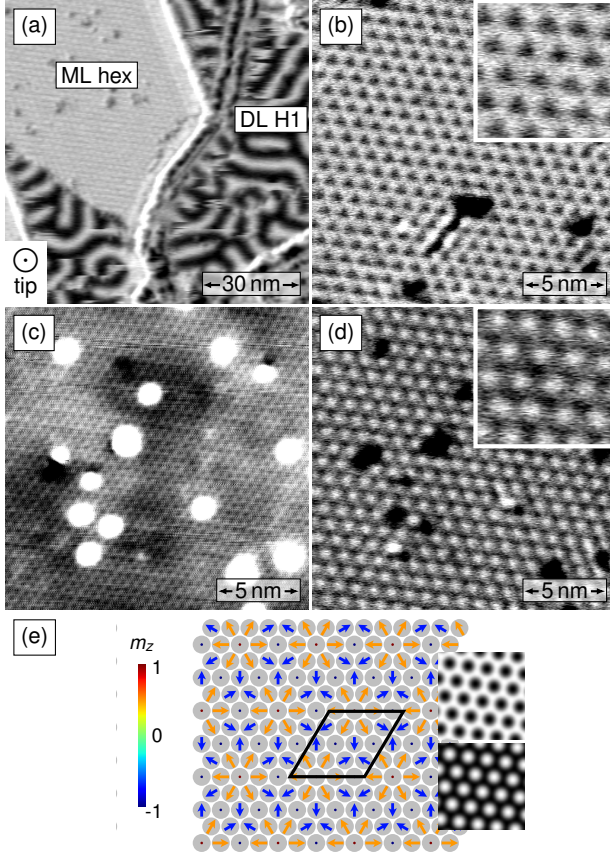 (a)
ML hex
DL H1
⊙
tip
30 nm
(b)
5 nm
(c)
5 nm
(d)
5 nm
(e)
m_z
1
0
-1